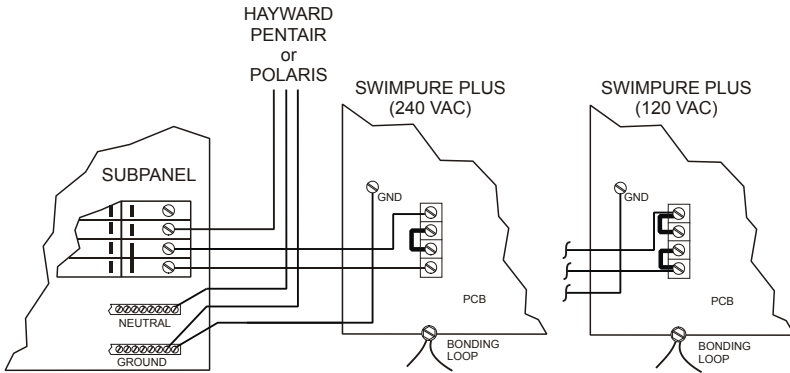 HAYWARD
PENTAIR
or
POLARIS
SWIMPURE PLUS
(240 VAC)
SWIMPURE PLUS
(120 VAC)
SUBPANEL
GND
GND
PCB
PCB
NEUTRAL
GROUND
BONDING
LOOP
BONDING
LOOP